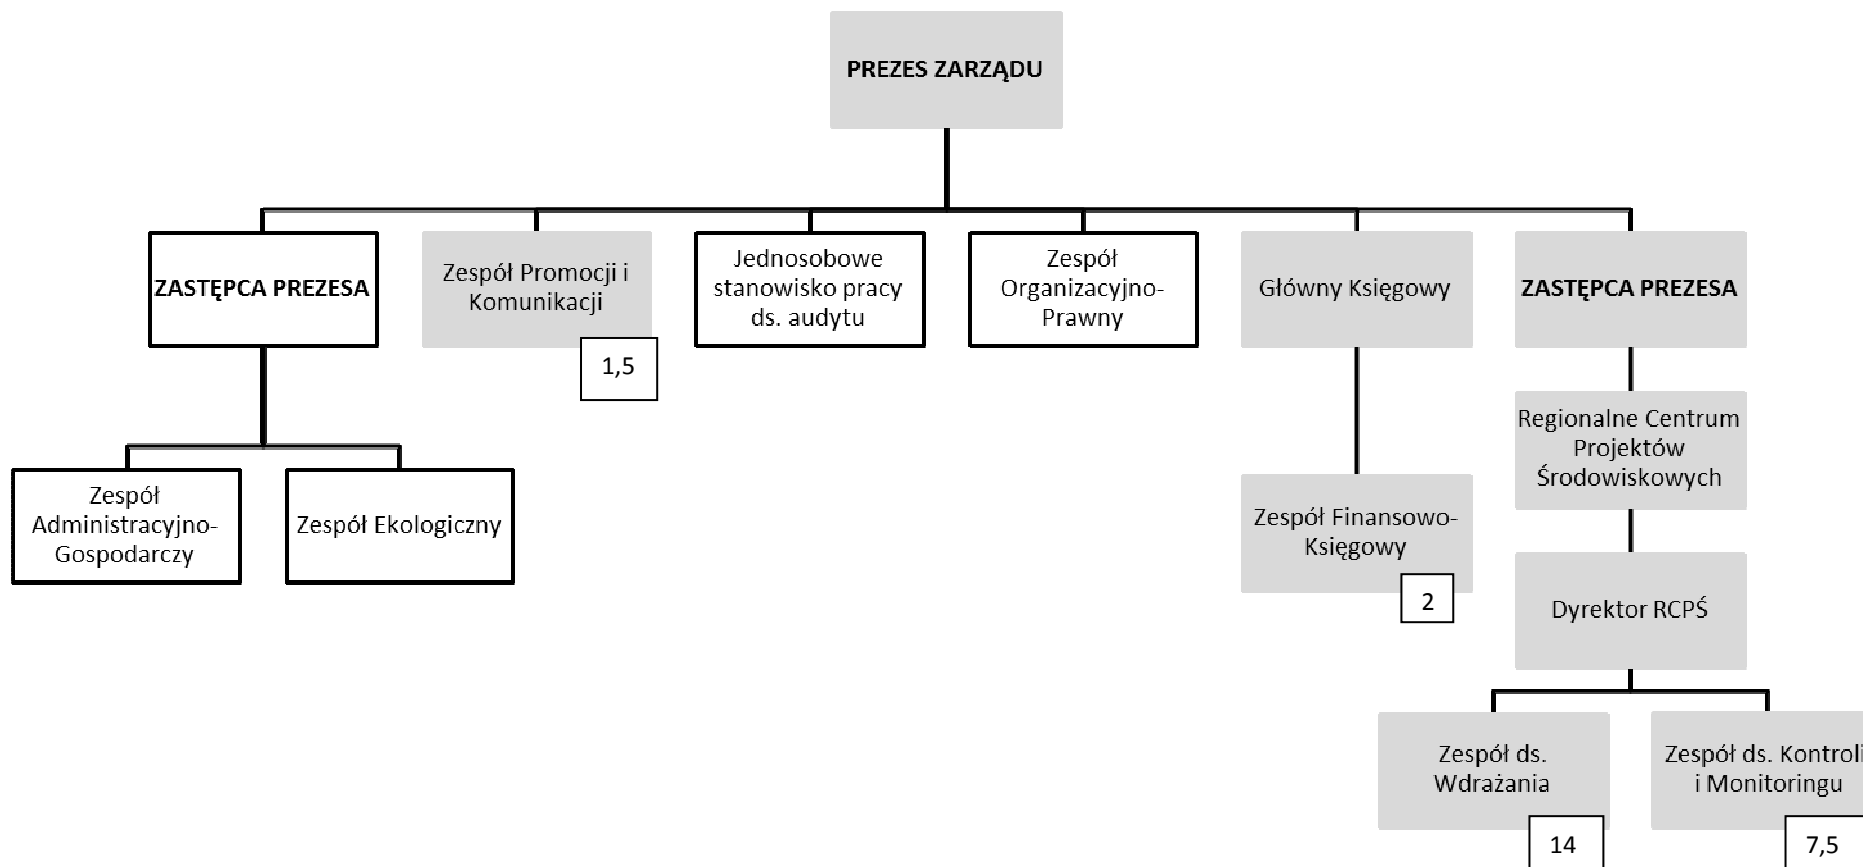 PREZES ZARZĄDU
ZASTĘPCA PREZESA
Zespół Promocji i
Komunikacji
1,5
Jednosobowe
stanowisko pracy
ds. audytu
Zespół
Organizacyjno-
Prawny
Główny Księgowy
ZASTĘPCA PREZESA
Zespół
Administracyjno-
Gospodarczy
Zespół Ekologiczny
Zespół Finansowo-
Księgowy
2
Regionalne Centrum
Projektów
Środowiskowych
Dyrektor RCPŚ
Zespół ds.
Wdrażania
14
Zespół ds. Kontroli
i Monitoringu
7,5